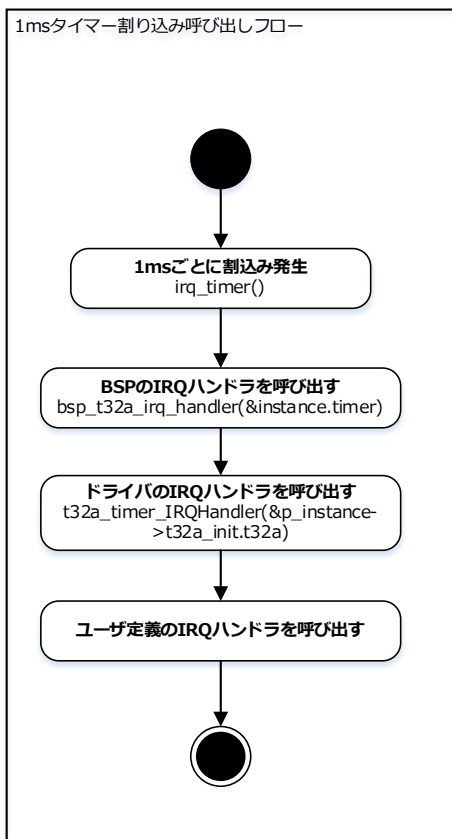 1msタイマー割り込み呼び出しフロー
1msごとに割込み発生
irq_timer()
BSPのIRQハンドラを呼び出す
bsp_t32a_irq_handler(&instance.timer)
ドライバのIRQハンドラを呼び出す
t32a_timer_IRQHandler(&p_instance-
>t32a_init.t32a)
ユーザ定義のIRQハンドラを呼び出す